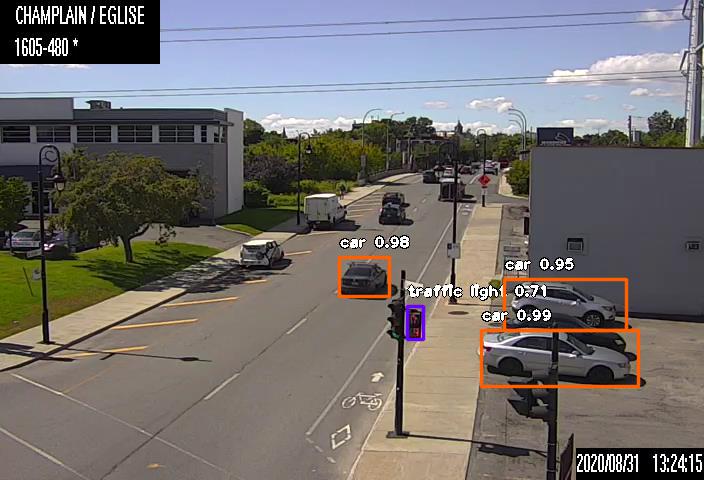 CHAMPLAIN / EGLISE
1605-480 *
car 0.98
car 0.95
traffic light 0.71
car 0.99
2020/08/31 13:24:15